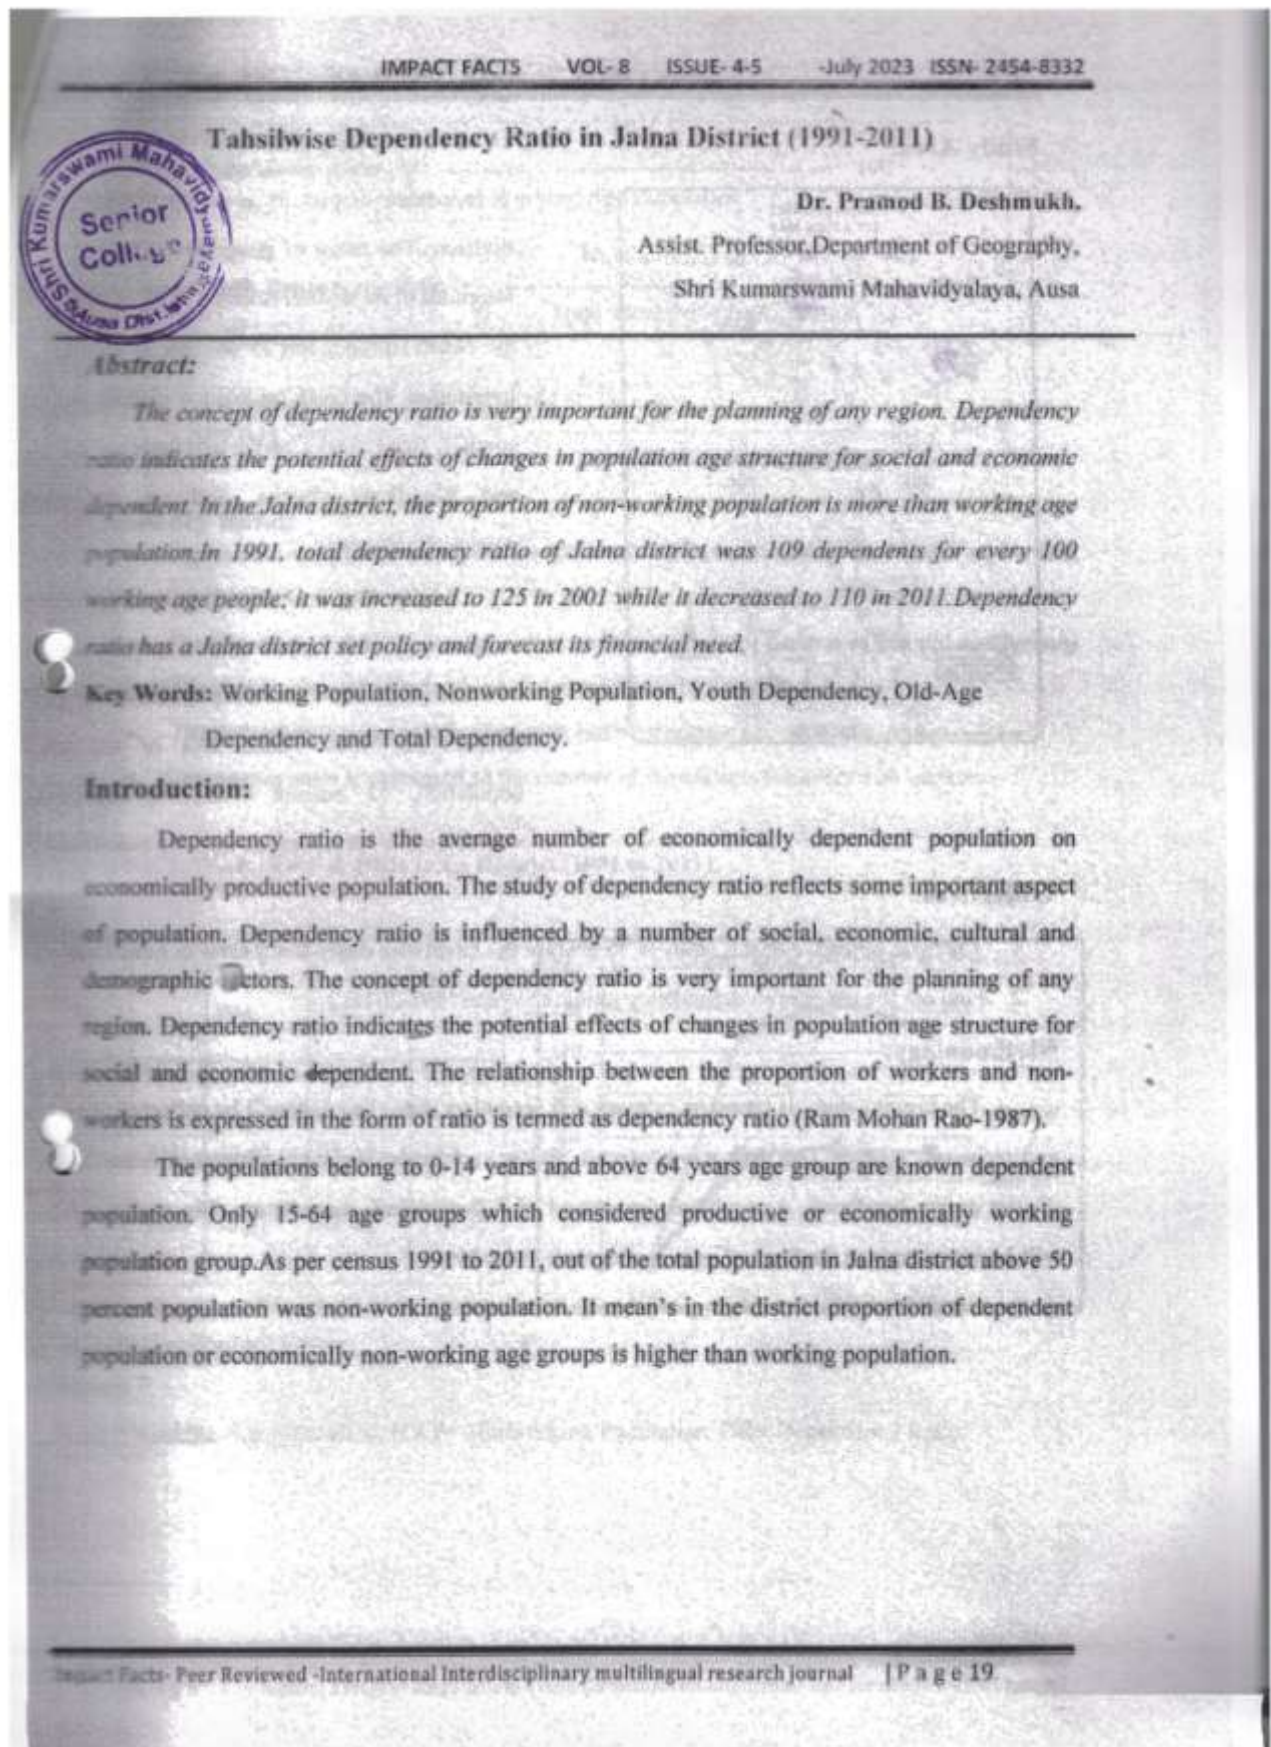 IMPACT FACTS VOL- 8 ISSUE- 4-5 -July 2023 ISSN- 2454-8332
Tahsilwise Dependency Ratio in Jalna District (1991-2011)
Shri Kumarswami Mahavidyalaya
Senior
College
Ausa Dist.
Dr. Pramod B. Deshmukh,
Assist. Professor,Department of Geography,
Shri Kumarswami Mahavidyalaya, Ausa
Abstract:
The concept of dependency ratio is very important for the planning of any region. Dependency
ratio indicates the potential effects of changes in population age structure for social and economic
dependent. In the Jalna district, the proportion of non-working population is more than working age
population.In 1991, total dependency ratio of Jalna district was 109 dependents for every 100
working age people; it was increased to 125 in 2001 while it decreased to 110 in 2011.Dependency
ratio has a Jalna district set policy and forecast its financial need.
Key Words: Working Population, Nonworking Population, Youth Dependency, Old-Age
Dependency and Total Dependency.
Introduction:
Dependency ratio is the average number of economically dependent population on
economically productive population. The study of dependency ratio reflects some important aspect
of population. Dependency ratio is influenced by a number of social, economic, cultural and
demographic factors. The concept of dependency ratio is very important for the planning of any
region. Dependency ratio indicates the potential effects of changes in population age structure for
social and economic dependent. The relationship between the proportion of workers and non-
workers is expressed in the form of ratio is termed as dependency ratio (Ram Mohan Rao-1987).
The populations belong to 0-14 years and above 64 years age group are known dependent
population. Only 15-64 age groups which considered productive or economically working
population group.As per census 1991 to 2011, out of the total population in Jalna district above 50
percent population was non-working population. It mean's in the district proportion of dependent
population or economically non-working age groups is higher than working population.
Impact Facts- Peer Reviewed -International Interdisciplinary multilingual research journal | P a g e 19